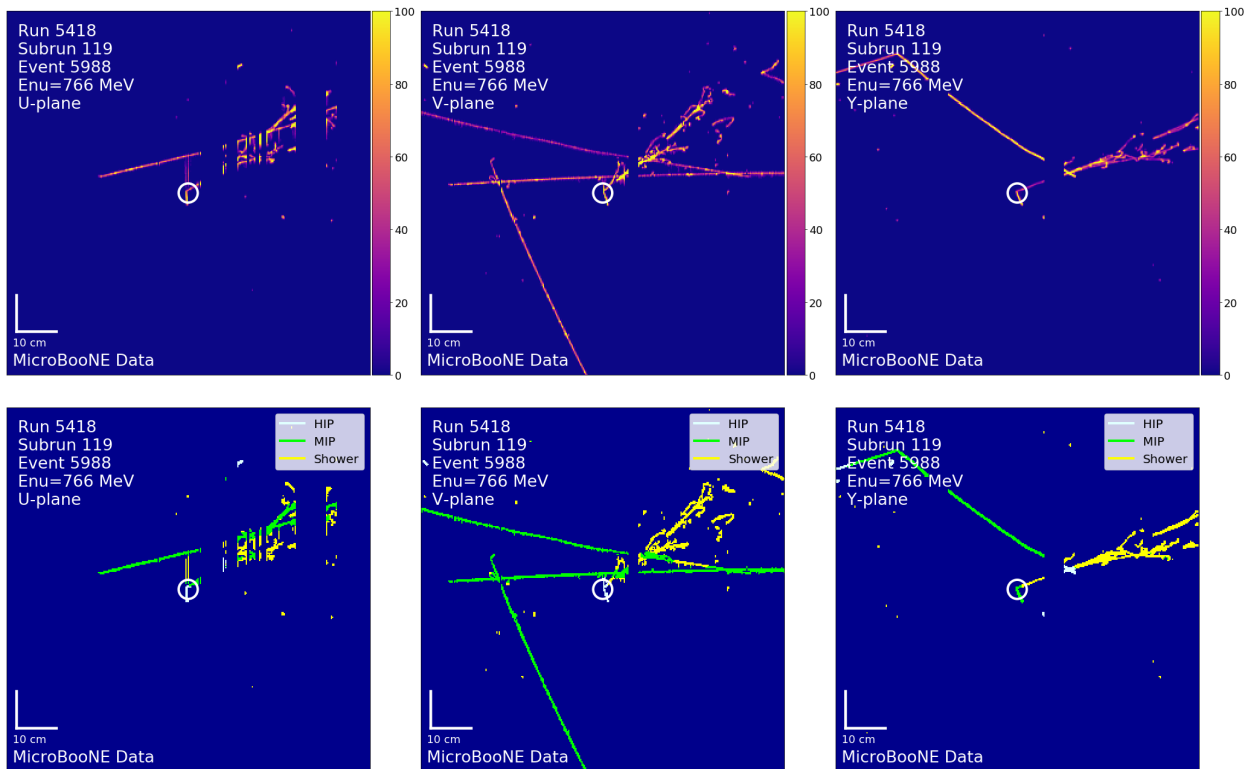 Run 5418
Subrun 119
Event 5988
Enu=766 MeV
U-plane
10 cm
MicroBooNE Data
100
80
60
40
20
0
Run 5418
Subrun 119
Event 5988
Enu=766 MeV
V-plane
10 cm
MicroBooNE Data
100
80
60
40
20
0
Run 5418
Subrun 119
Event 5988
Enu=766 MeV
Y-plane
10 cm
MicroBooNE Data
100
80
60
40
20
0
Run 5418
Subrun 119
Event 5988
Enu=766 MeV
U-plane
HIP
MIP
Shower
10 cm
MicroBooNE Data
Run 5418
Subrun 119
Event 5988
Enu=766 MeV
V-plane
HIP
MIP
Shower
10 cm
MicroBooNE Data
Run 5418
Subrun 119
Event 5988
Enu=766 MeV
Y-plane
HIP
MIP
Shower
10 cm
MicroBooNE Data